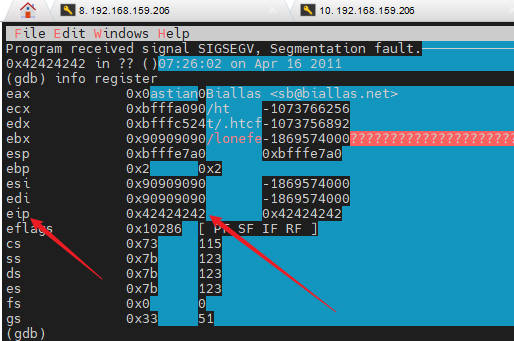 8. 192.168.159.206 10. 192.168.159.206
File Edit Windows Help
Program received signal SIGSEGV, Segmentation fault.
0x42424242 in ?? ()07:26:02 on Apr 16 2011
(gdb) info register
eax 0x0astian0Biallas <sb@biallas.net>
ecx 0xbfffa090/ht -1073766256
edx 0xbfffc524t/.htcf-1073756892
ebx 0x90909090/lonefe-1869574000??????????????????????
esp 0xbfffe7a0 0xbfffe7a0
ebp 0x2 0x2
esi 0x90909090 -1869574000
edi 0x90909090 -1869574000
eip 0x42424242 0x42424242
eflags 0x10286 [ PF SF IF RF ]
cs 0x73 115
ss 0x7b 123
ds 0x7b 123
es 0x7b 123
fs 0x0 0
gs 0x33 51
(gdb)